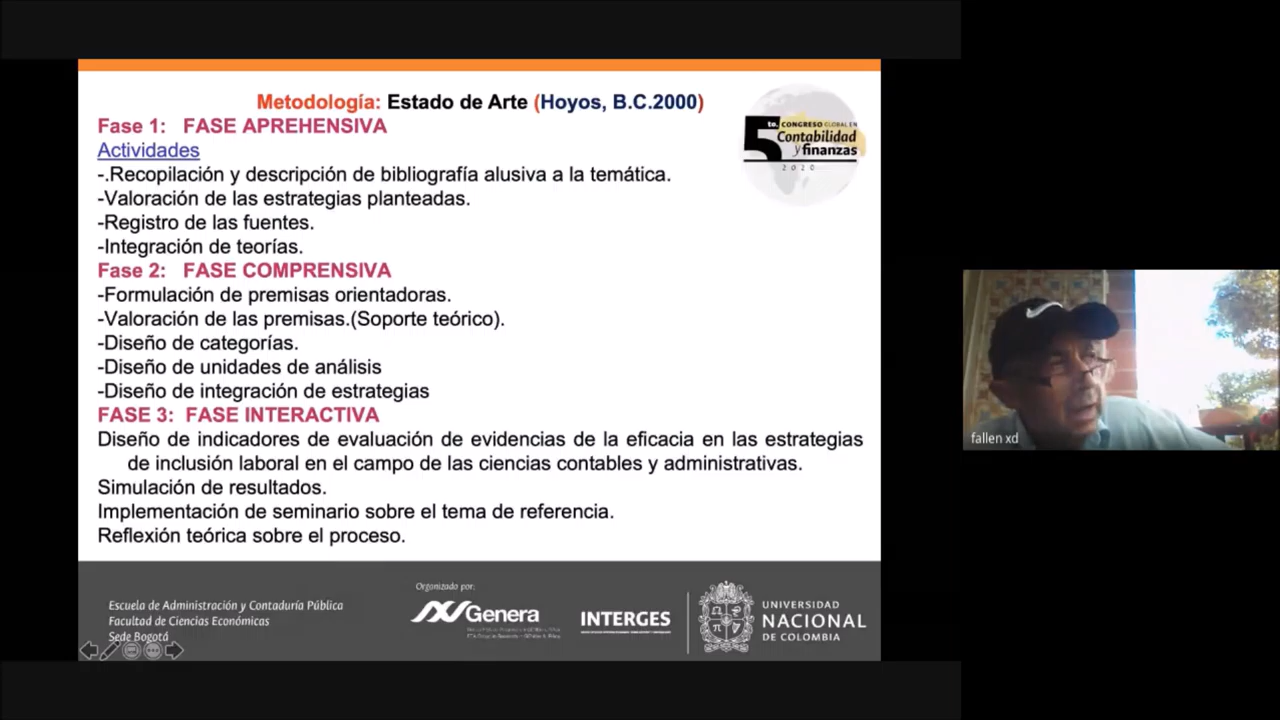 Metodología: Estado de Arte (Hoyos, B.C.2000)
Fase 1: FASE APREHENSIVA
Actividades
-.Recopilación y descripción de bibliografía alusiva a la temática.
-Valoración de las estrategias planteadas.
-Registro de las fuentes.
-Integración de teorías.
Fase 2: FASE COMPRENSIVA
-Formulación de premisas orientadoras.
-Valoración de las premisas.(Soporte teórico).
-Diseño de categorías.
-Diseño de unidades de análisis
-Diseño de integración de estrategias
FASE 3: FASE INTERACTIVA
Diseño de indicadores de evaluación de evidencias de la eficacia en las estrategias
de inclusión laboral en el campo de las ciencias contables y administrativas.
Simulación de resultados.
Implementación de seminario sobre el tema de referencia.
Reflexión teórica sobre el proceso.
5to. CONGRESO GLOBAL EN
Contabilidad
y finanzas
2020
fallen xd
Escuela de Administración y Contaduría Pública
Facultad de Ciencias Económicas
Sede Bogotá
Organizado por:
Genera
INTERGES
UNIVERSIDAD
NACIONAL
DE COLOMBIA